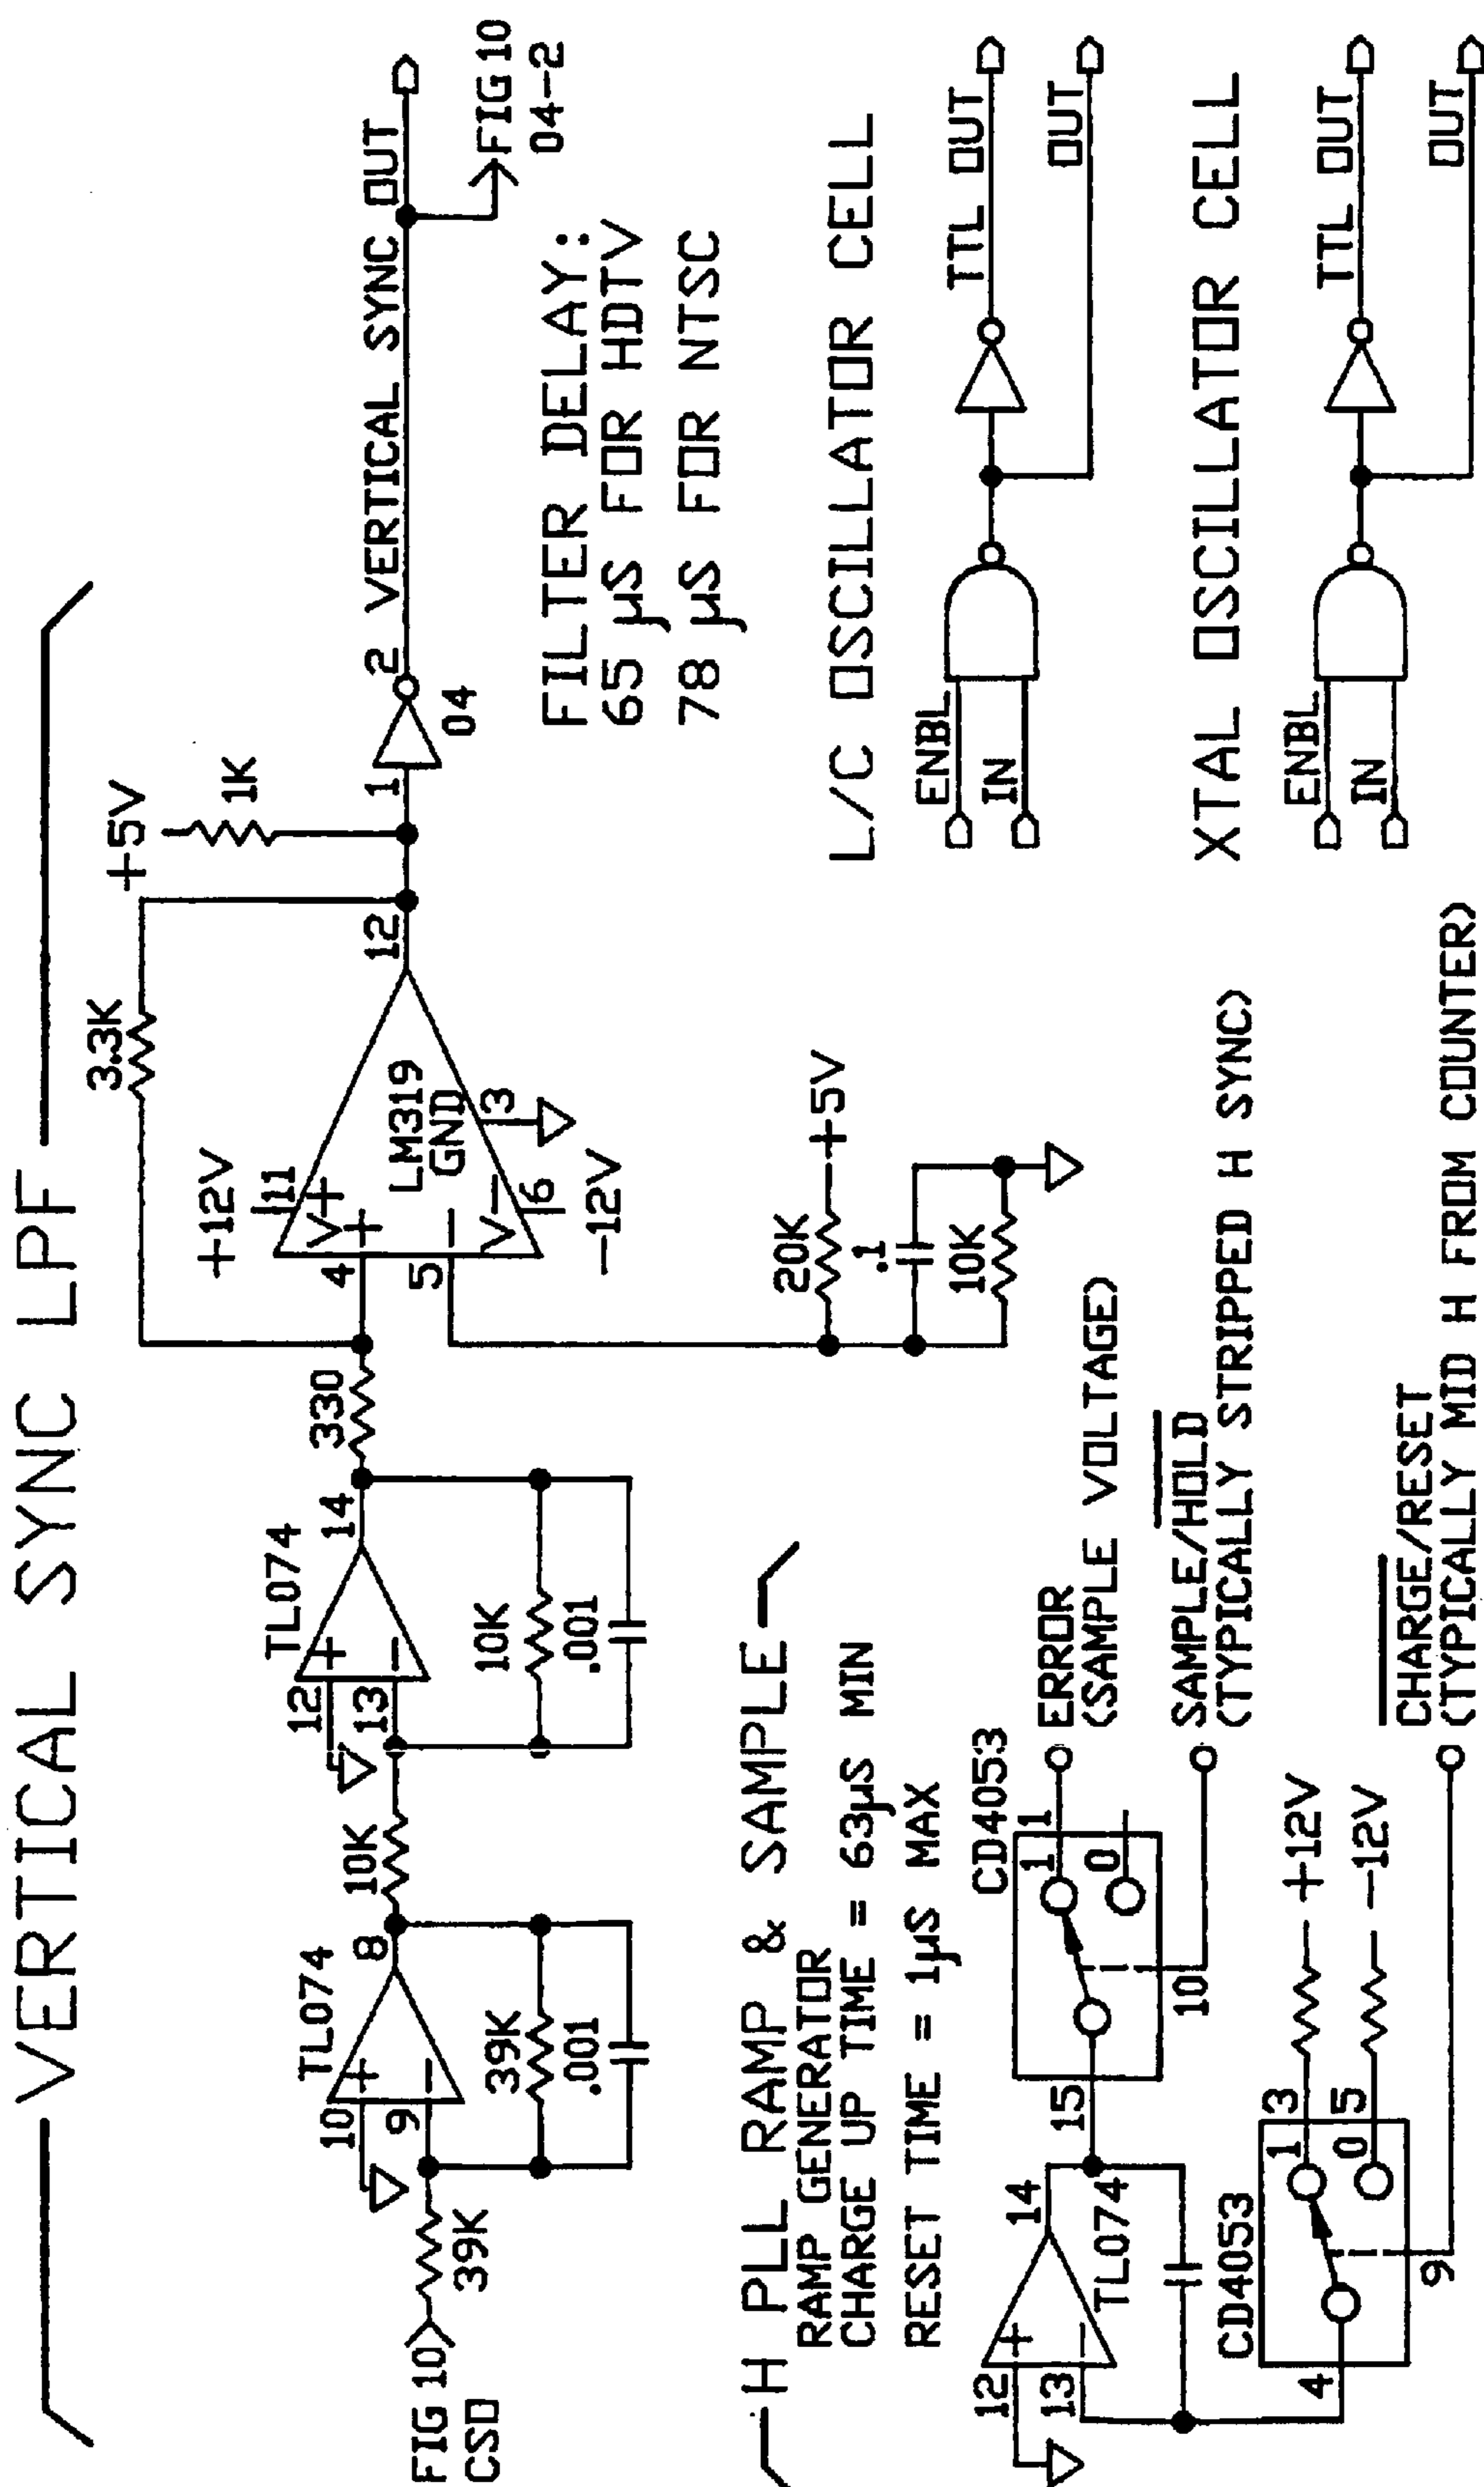 VERTICAL SYNC LPF
FIG 10
CSO
39K
10
9
TL074
8
39K
.001
10K
12
13
TL074
14
10K
.001
330
3.3K
+12V
11
V+
4
5
LM319
GND
3
V-
6
-12V
12
+5V
1K
1
2
04
VERTICAL SYNC OUT
FIG 10
04-2
20K
+5V
.1
10K
FILTER DELAY:
65 µS FOR HDTV
78 µS FOR NTSC
H PLL RAMP & SAMPLE
RAMP GENERATOR
CHARGE UP TIME = 63µS MIN
RESET TIME = 1µS MAX
12
13
14
TL074
15
CD4053
1
1
0
10
ERROR
(SAMPLE VOLTAGE)
SAMPLE/HOLD
(TYPICALLY STRIPPED H SYNC)
CD4053
4
1
3
0
5
9
+12V
-12V
CHARGE/RESET
(TYPICALLY MID H FROM COUNTER)
L/C OSCILLATOR CELL
ENBL
IN
TTL OUT
OUT
XTAL OSCILLATOR CELL
ENBL
IN
TTL OUT
OUT